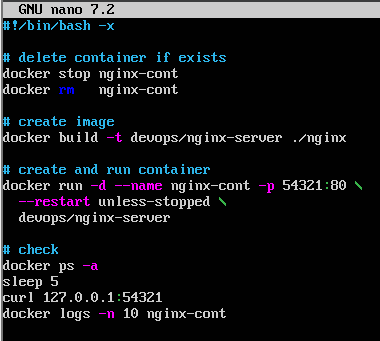 GNU nano 7.2
#!/bin/bash -x
# delete container if exists
docker stop nginx-cont
docker rm   nginx-cont
# create image
docker build -t devops/nginx-server ./nginx
# create and run container
docker run -d --name nginx-cont -p 54321:80 \
  --restart unless-stopped \
  devops/nginx-server
# check
docker ps -a
sleep 5
curl 127.0.0.1:54321
docker logs -n 10 nginx-cont